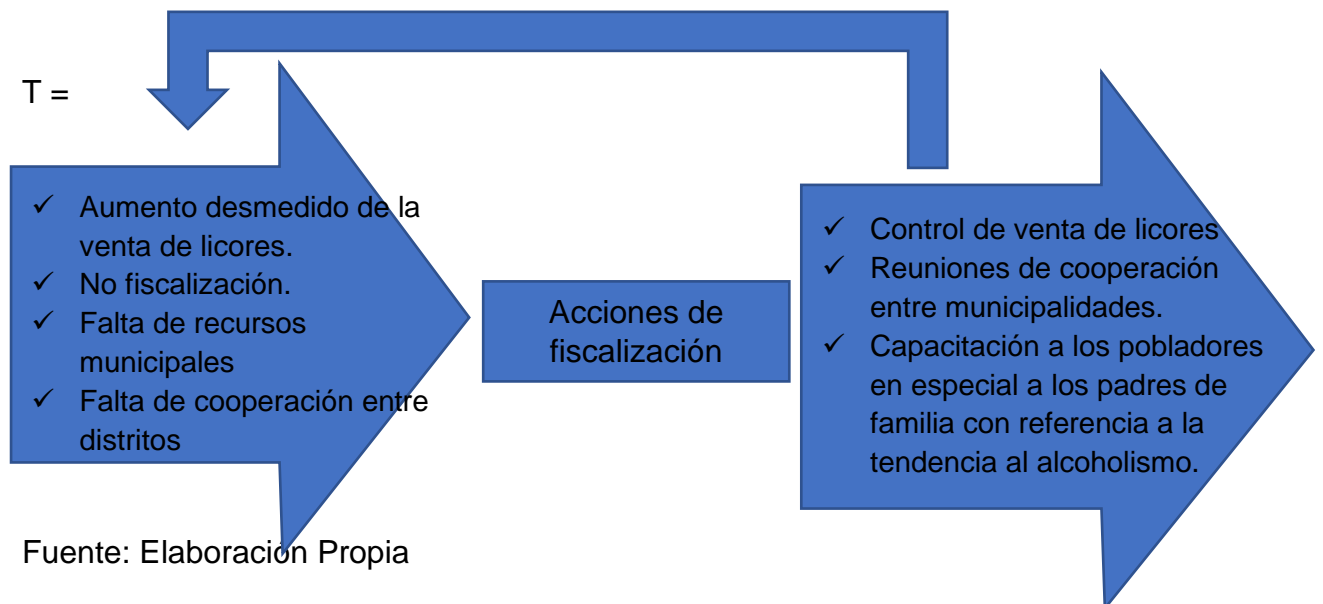 T =
✓ Aumento desmedido de la
venta de licores.
✓ No fiscalización.
✓ Falta de recursos
municipales
✓ Falta de cooperación entre
distritos
Acciones de
fiscalización
✓ Control de venta de licores
✓ Reuniones de cooperación
entre municipalidades.
✓ Capacitación a los pobladores
en especial a los padres de
familia con referencia a la
tendencia al alcoholismo.
Fuente: Elaboración Propia